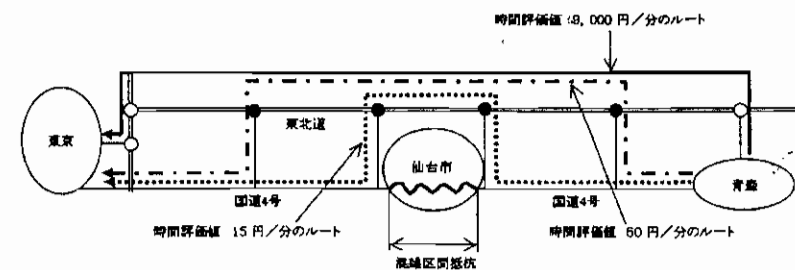 時間評価値 48,000 円/分のルート
東京
東北道
仙台市
青森
国道4号
国道4号
時間評価値 15円/分のルート
時間評価値 60 円/分のルート
混雑区間抵抗